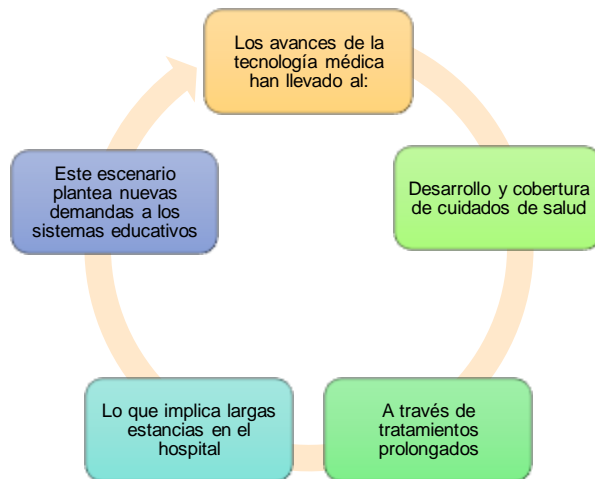 Los avances de la
tecnología médica
han llevado al:
Desarrollo y cobertura
de cuidados de salud
A través de
tratamientos
prolongados
Lo que implica largas
estancias en el
hospital
Este escenario
plantea nuevas
demandas a los
sistemas educativos